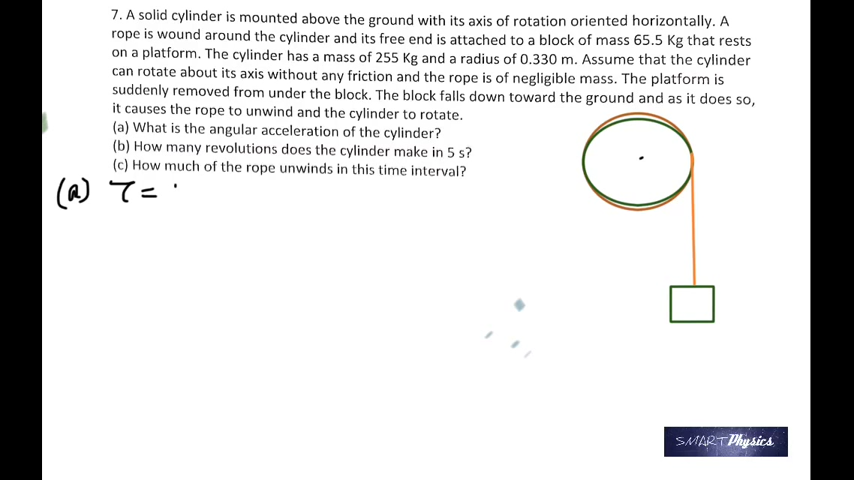 7. A solid cylinder is mounted above the ground with its axis of rotation oriented horizontally. A
rope is wound around the cylinder and its free end is attached to a block of mass 65.5 Kg that rests
on a platform. The cylinder has a mass of 255 Kg and a radius of 0.330 m. Assume that the cylinder
can rotate about its axis without any friction and the rope is of negligible mass. The platform is
suddenly removed from under the block. The block falls down toward the ground and as it does so,
it causes the rope to unwind and the cylinder to rotate.
(a) What is the angular acceleration of the cylinder?
(b) How many revolutions does the cylinder make in 5 s?
(c) How much of the rope unwinds in this time interval?
(a) τ =
SMARTPhysics